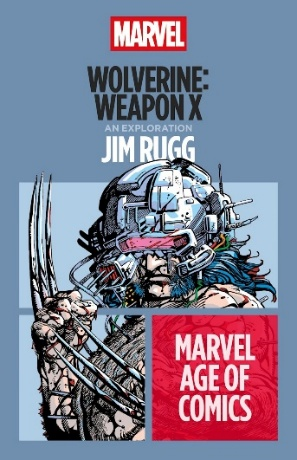 MARVEL
WOLVERINE:
WEAPON X
AN EXPLORATION
JIM RUGG
MARVEL
AGE OF
COMICS